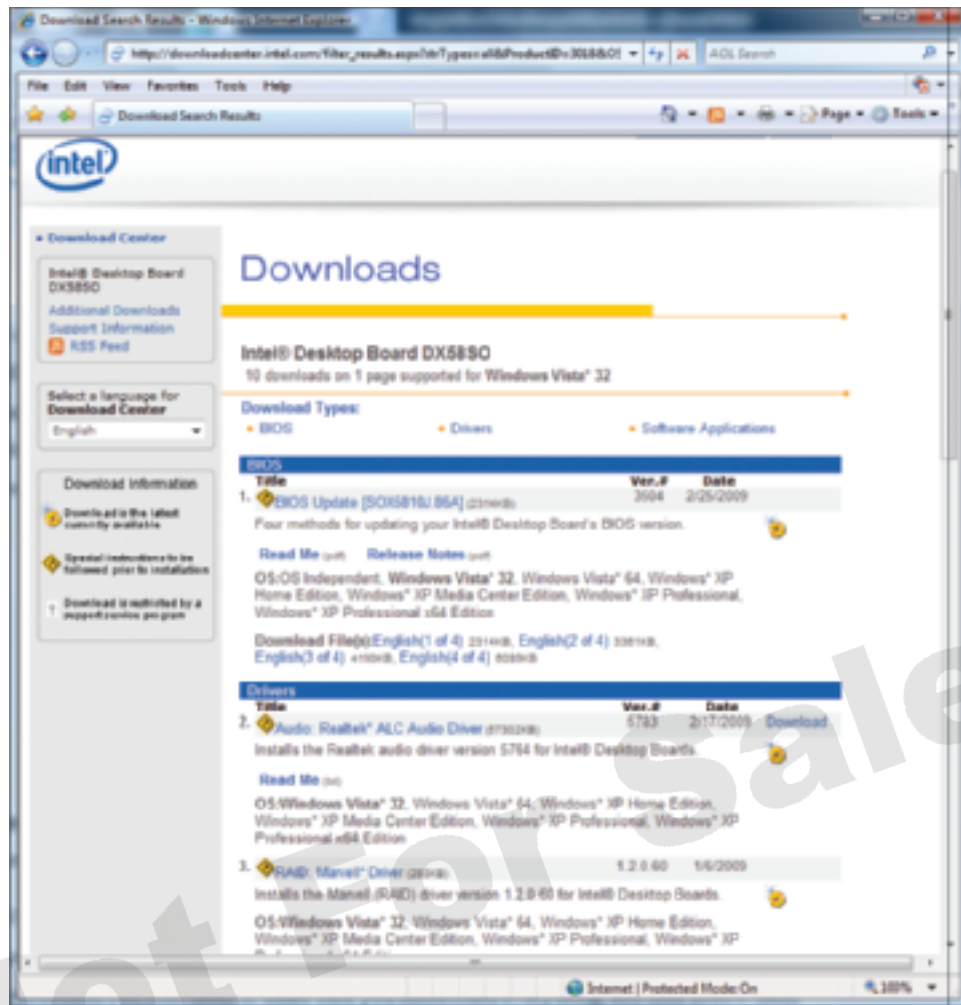 Download Search Results - Windows Internet Explorer
AOL Search
File Edit View Favorites Tools Help
Download Search Results
Page Tools
intel
Download Center
Intel® Desktop Board
DX58SO
Additional Downloads
Support Information
RSS Feed
Select a language for
Download Center
English
Download Information
Download is the latest
currently available
Special instructions to be
followed prior to installation
Download is restricted by a
support service program
Downloads
Intel® Desktop Board DX58SO
10 downloads on 1 page supported for Windows Vista* 32
Download Types:
BIOS Drivers Software Applications
BIOS
Title Ver.# Date
1. BIOS Update [SOX5810J.86A] 3504 2/25/2009
Four methods for updating your Intel® Desktop Board's BIOS version.
Read Me (pdf) Release Notes (pdf)
OS:OS Independent, Windows Vista* 32, Windows Vista* 64, Windows* XP
Home Edition, Windows* XP Media Center Edition, Windows* XP Professional,
Windows* XP Professional x64 Edition
Download File(s):English(1 of 4) English(2 of 4)
English(3 of 4) English(4 of 4)
Drivers
Title Ver.# Date
2. Audio: Realtek* ALC Audio Driver 5783 2/17/2009 Download
Installs the Realtek audio driver version 5764 for Intel® Desktop Boards.
Read Me (txt)
OS:Windows Vista* 32, Windows Vista* 64, Windows* XP Home Edition,
Windows* XP Media Center Edition, Windows* XP Professional, Windows* XP
Professional x64 Edition
3. RAID: Marvell* Driver 1.2.0.60 1/6/2009
Installs the Marvell (RAID) driver version 1.2.0.60 for Intel® Desktop Boards.
OS:Windows Vista* 32, Windows Vista* 64, Windows* XP Home Edition,
Windows* XP Media Center Edition, Windows* XP Professional, Windows* XP
Internet | Protected Mode: On 100%
Not For Sale